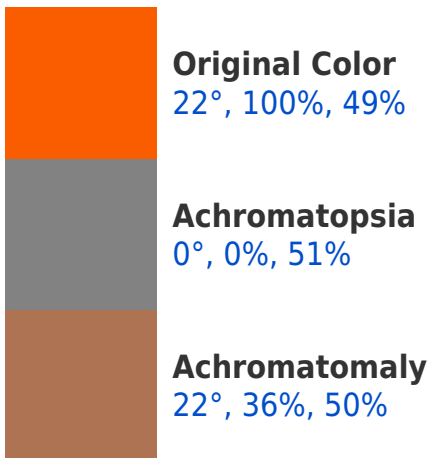 Original Color
22°, 100%, 49%
Achromatopsia
0°, 0%, 51%
Achromatomaly
22°, 36%, 50%